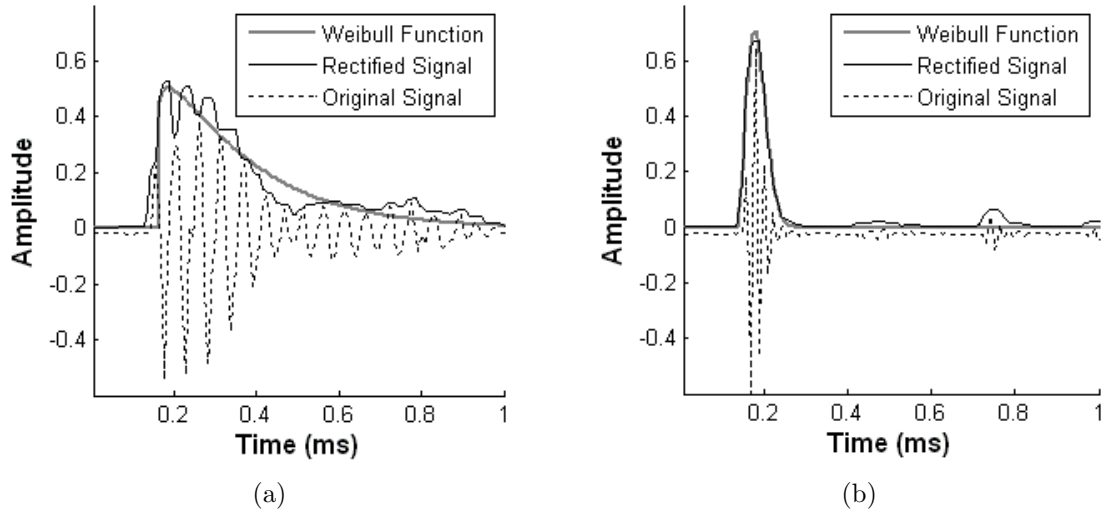 Weibull Function
Rectified Signal
Original Signal
0.6
0.4
0.2
0
-0.2
-0.4
Amplitude
0.2 0.4 0.6 0.8 1
Time (ms)
(a)
Weibull Function
Rectified Signal
Original Signal
0.6
0.4
0.2
0
-0.2
-0.4
Amplitude
0.2 0.4 0.6 0.8 1
Time (ms)
(b)